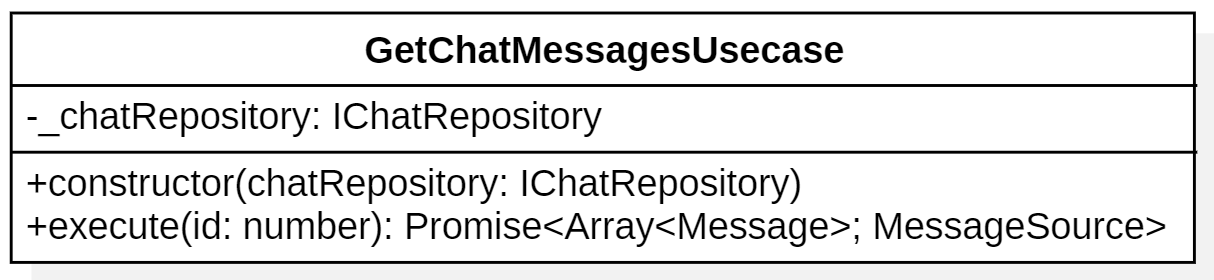 GetChatMessagesUsecase
-_chatRepository: IChatRepository
+constructor(chatRepository: IChatRepository)
+execute(id: number): Promise<Array<Message>; MessageSource>